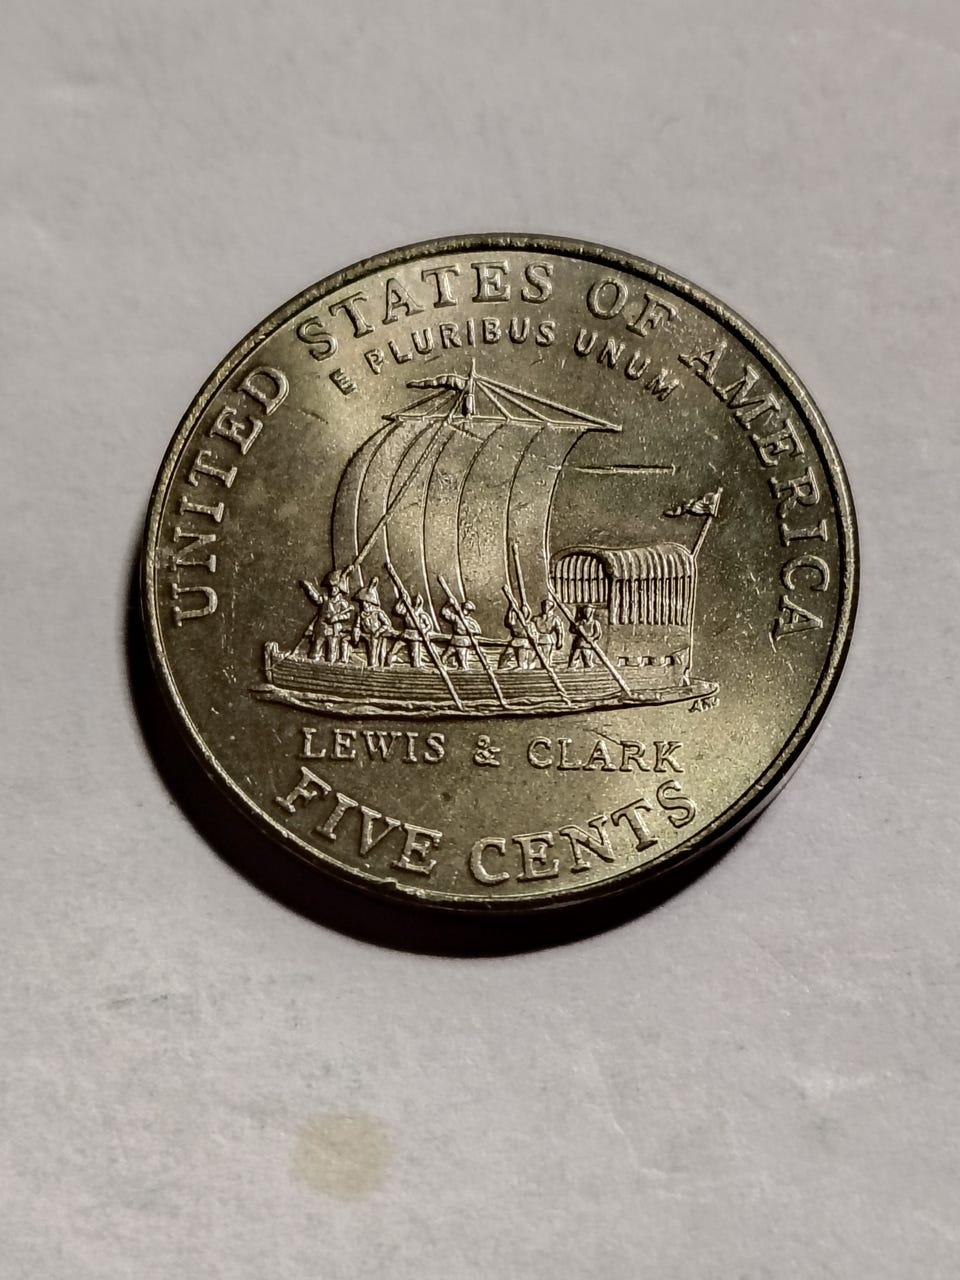 UNITED STATES OF AMERICA
E PLURIBUS UNUM
LEWIS & CLARK
FIVE CENTS